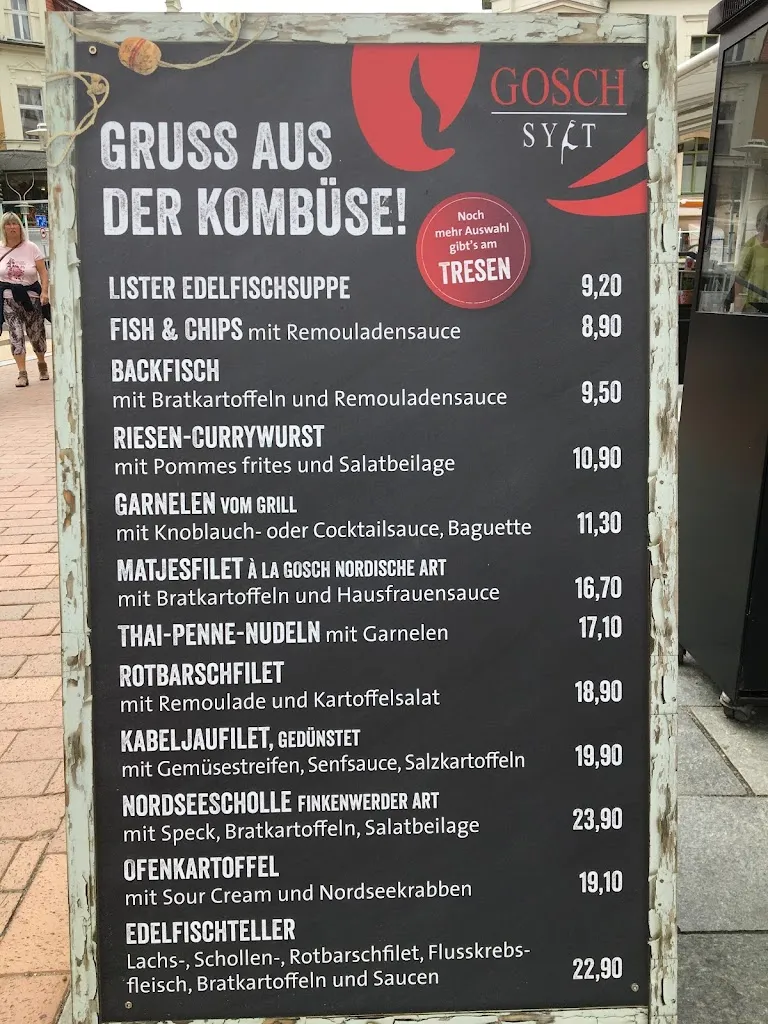 GOSCH
SYLT
GRUSS AUS
DER KOMBÜSE!
Noch
mehr Auswahl
gibt's am
TRESEN
LISTER EDELFISCHSUPPE 9,20
FISH & CHIPS mit Remouladensauce 8,90
BACKFISCH
mit Bratkartoffeln und Remouladensauce 9,50
RIESEN-CURRYWURST
mit Pommes frites und Salatbeilage 10,90
GARNELEN VOM GRILL
mit Knoblauch- oder Cocktailsauce, Baguette 11,30
MATJESFILET À LA GOSCH NORDISCHE ART
mit Bratkartoffeln und Hausfrauensauce 16,70
THAI-PENNE-NUDELN mit Garnelen 17,10
ROTBARSCHFILET
mit Remoulade und Kartoffelsalat 18,90
KABELJAUFILET, GEDÜNSTET
mit Gemüsestreifen, Senfsauce, Salzkartoffeln 19,90
NORDSEESCHOLLE FINKENWERDER ART
mit Speck, Bratkartoffeln, Salatbeilage 23,90
OFENKARTOFFEL
mit Sour Cream und Nordseekrabben 19,10
EDELFISCHTELLER
Lachs-, Schollen-, Rotbarschfilet, Flusskrebs-
fleisch, Bratkartoffeln und Saucen 22,90